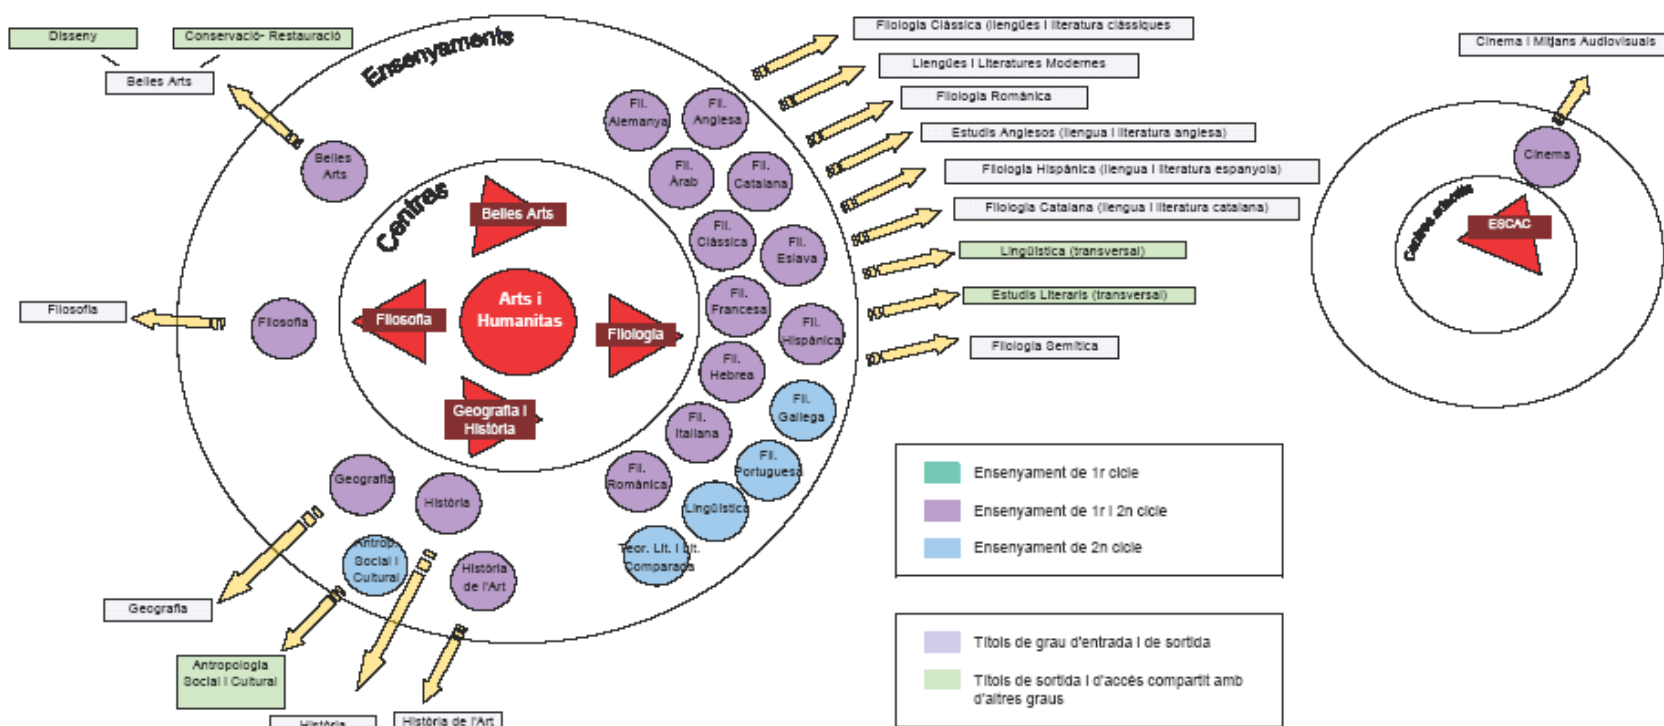 Disseny
Conservació- Restauració
Belles Arts
Ensenyaments
Centres
Belles
Arts
Belles Arts
Filosofia
Filosofia
Filosofia
Arts i
Humanitas
Filologia
Geografia i
Història
Fil.
Alemanya
Fil.
Anglesa
Fil.
Àrab
Fil.
Catalana
Fil.
Clàssica
Fil.
Eslava
Fil.
Francesa
Fil.
Hispànica
Fil.
Hebrea
Fil.
Gallega
Fil.
Italiana
Fil.
Portuguesa
Fil.
Romànica
Lingüística
Teor. Lit. i Lit.
Comparada
Geografia
Història
Antrop.
Social i
Cultural
Història
de l'Art
Geografia
Antropologia
Social i Cultural
Història
Història de l'Art
Filologia Clàssica (llengües i literatura clàssiques
Llengües i Literatures Modernes
Filologia Romànica
Estudis Anglesos (llengua i literatura anglesa)
Filologia Hispànica (llengua i literatura espanyola)
Filologia Catalana (llengua i literatura catalana)
Lingüística (transversal)
Estudis Literaris (transversal)
Filologia Semítica
Cinema i Mitjans Audiovisuals
Cinema
Centres adscrits
ESCAC
Ensenyament de 1r cicle
Ensenyament de 1r i 2n cicle
Ensenyament de 2n cicle
Títols de grau d'entrada i de sortida
Títols de sortida i d'accés compartit amb
d'altres graus